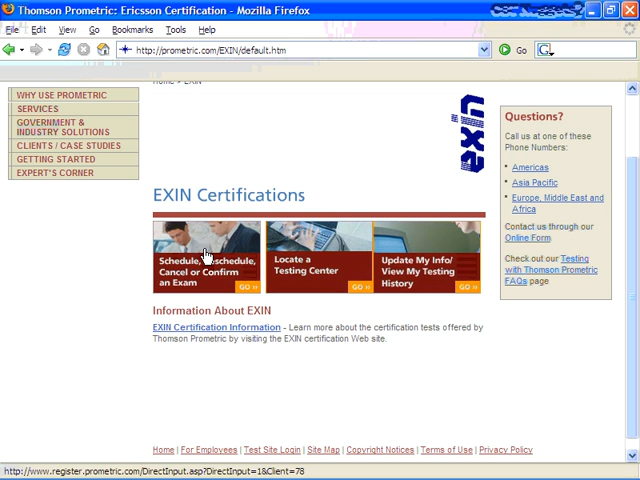 Thomson Prometric: Ericsson Certification - Mozilla Firefox
File Edit View Go Bookmarks Tools Help
http://prometric.com/EXIN/default.htm
Go
Home > EXIN
WHY USE PROMETRIC
SERVICES
GOVERNMENT &
INDUSTRY SOLUTIONS
CLIENTS / CASE STUDIES
GETTING STARTED
EXPERT'S CORNER
exin
EXIN Certifications
Schedule,
Cancel or Confirm
an Exam
GO »
Locate a
Testing Center
GO »
Update My Info/
View My Testing
History
GO »
Information About EXIN
EXIN Certification Information - Learn more about the certification tests offered by
Thomson Prometric by visiting the EXIN certification Web site.
Questions?
Call us at one of these
Phone Numbers:
• Americas
• Asia Pacific
• Europe, Middle East and
Africa
Contact us through our
Online Form
Check out our Testing
with Thomson Prometric
FAQs page
Home | For Employees | Test Site Login | Site Map | Copyright Notices | Terms of Use | Privacy Policy
http://www.register.prometric.com/DirectInput.asp?DirectInput=1&Client=78